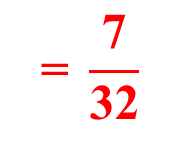 = 7/32